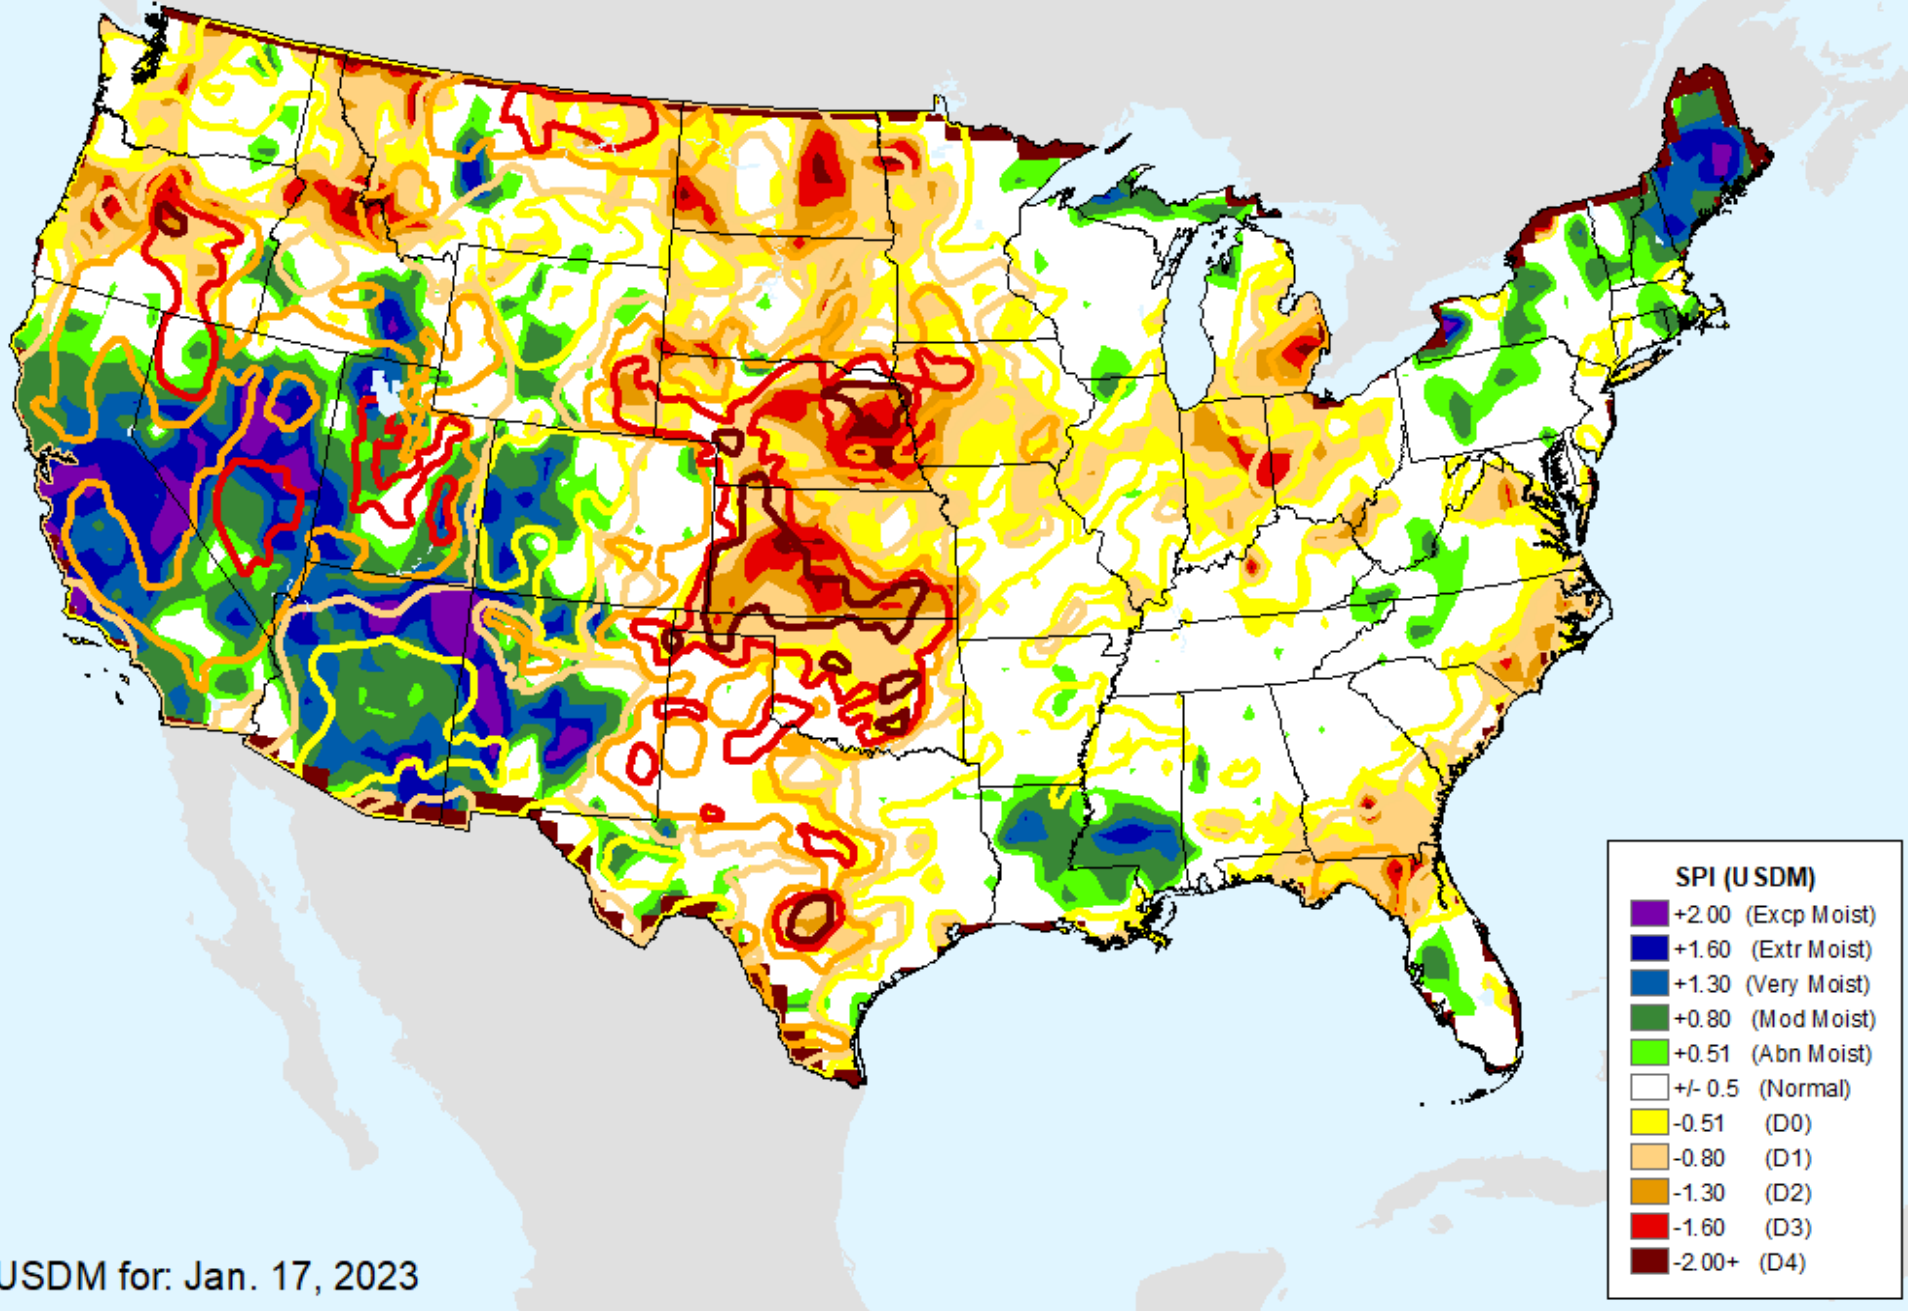 SPI (USDM)
+2.00 (Excp Moist)
+1.60 (Extr Moist)
+1.30 (Very Moist)
+0.80 (Mod Moist)
+0.51 (Abn Moist)
+/- 0.5 (Normal)
-0.51 (D0)
-0.80 (D1)
-1.30 (D2)
-1.60 (D3)
-2.00+ (D4)
USDM for: Jan. 17, 2023